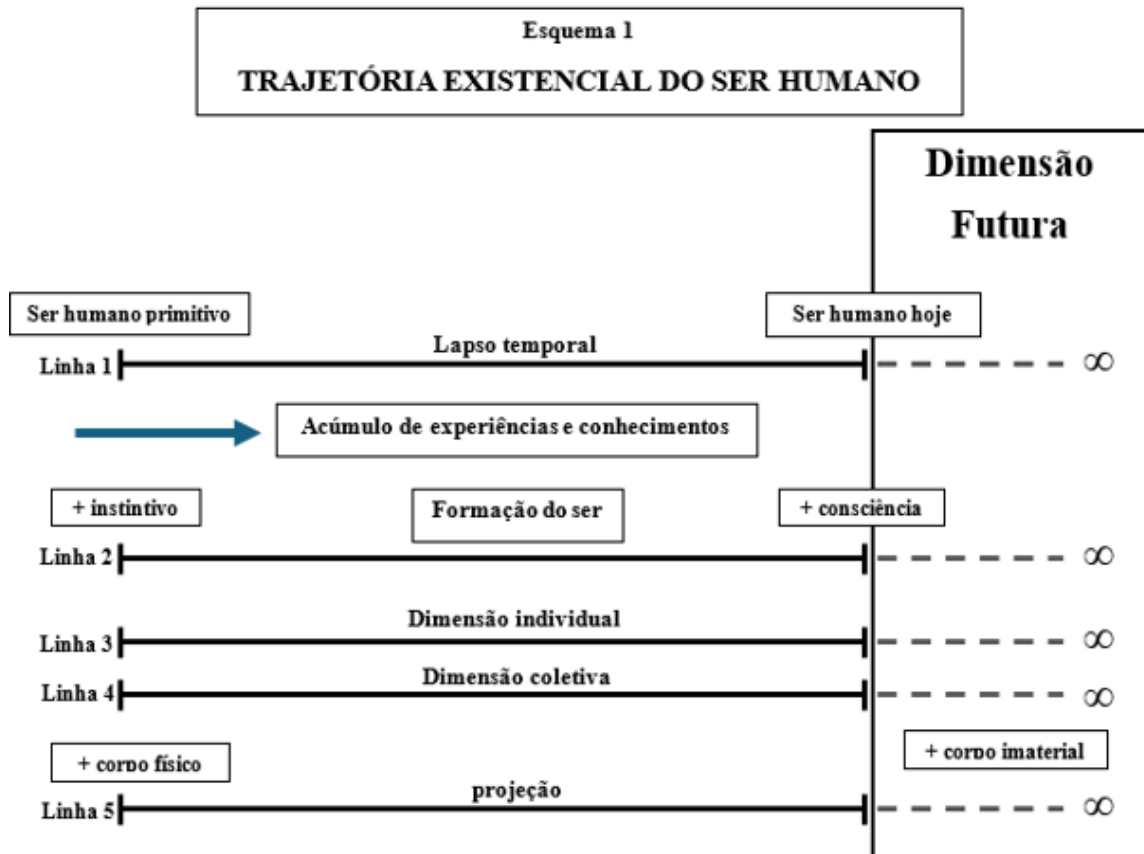 Esquema 1
TRAJETÓRIA EXISTENCIAL DO SER HUMANO
Dimensão
Futura
Ser humano primitivo
Ser humano hoje
Lapso temporal
Linha 1
∞
Acúmulo de experiências e conhecimentos
+ instintivo
Formação do ser
+ consciência
Linha 2
∞
Dimensão individual
Linha 3
∞
Dimensão coletiva
Linha 4
∞
+ corpo físico
+ corpo imaterial
projeção
Linha 5
∞